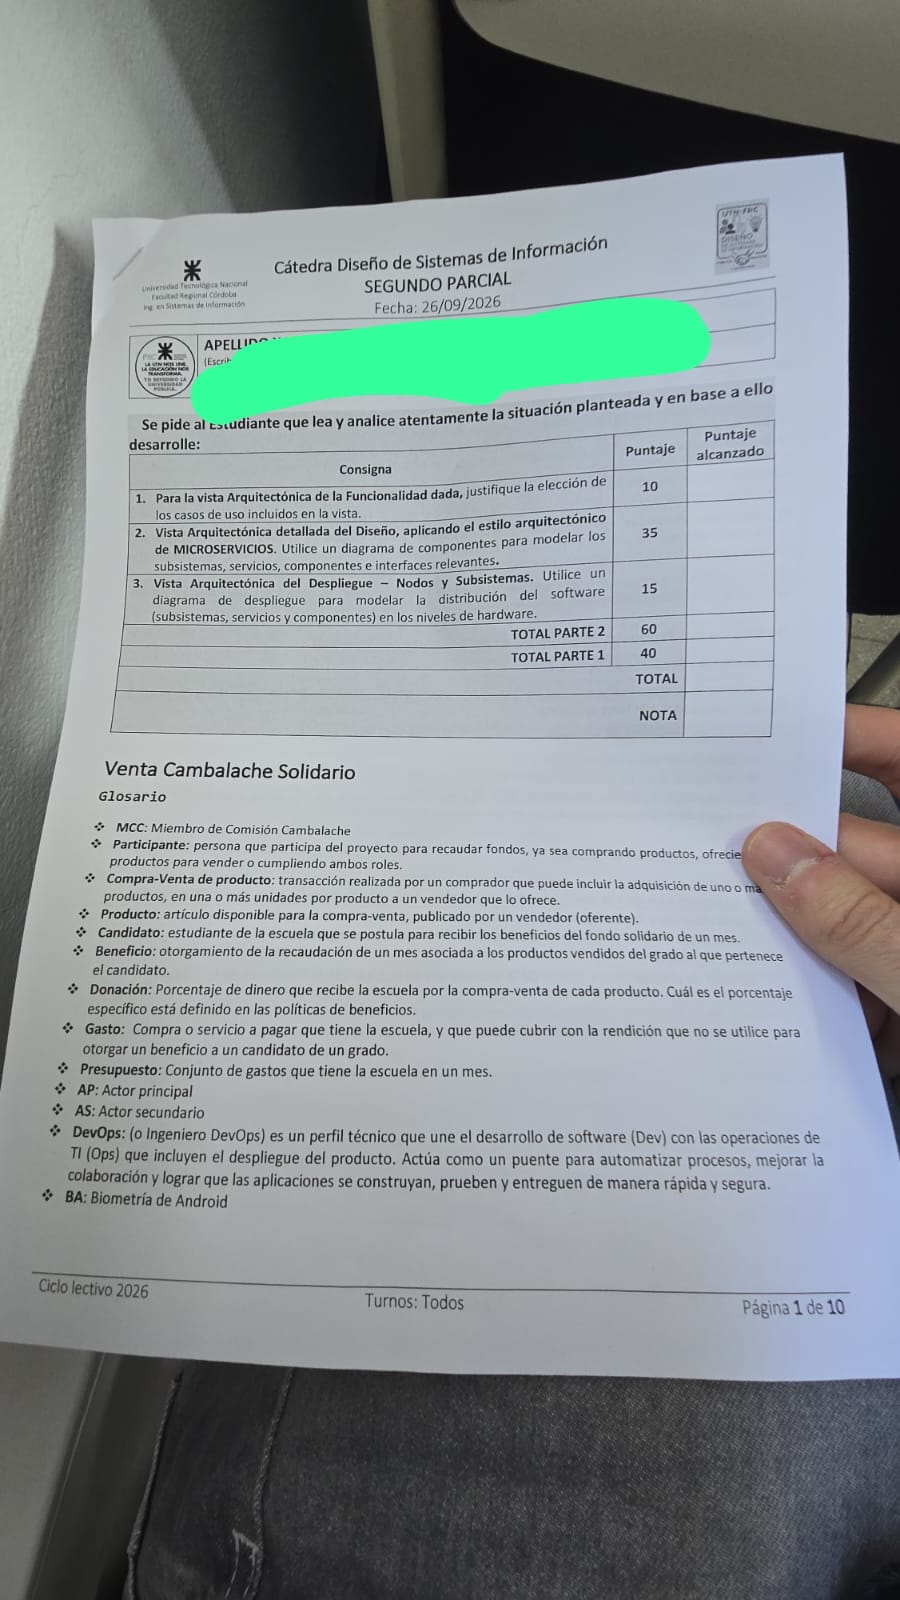 UTN-FRC
DISEÑO
Universidad Tecnológica Nacional
Facultad Regional Córdoba
Ing. en Sistemas de Información
Cátedra Diseño de Sistemas de Información
SEGUNDO PARCIAL
Fecha: 26/09/2026
LA UTN NOS UNE,
LA EDUCACIÓN NOS
TRANSFORMA.
YO DEFIENDO LA
UNIVERSIDAD
PÚBLICA.
Se pide al Estudiante que lea y analice atentamente la situación planteada y en base a ello
desarrolle:
Consigna
Puntaje
Puntaje
alcanzado
1. Para la vista Arquitectónica de la Funcionalidad dada, justifique la elección de
los casos de uso incluidos en la vista.
10
2. Vista Arquitectónica detallada del Diseño, aplicando el estilo arquitectónico
de MICROSERVICIOS. Utilice un diagrama de componentes para modelar los
subsistemas, servicios, componentes e interfaces relevantes.
35
3. Vista Arquitectónica del Despliegue – Nodos y Subsistemas. Utilice un
diagrama de despliegue para modelar la distribución del software
(subsistemas, servicios y componentes) en los niveles de hardware.
15
TOTAL PARTE 2 60
TOTAL PARTE 1 40
TOTAL
NOTA
Venta Cambalache Solidario
Glosario
❖ MCC: Miembro de Comisión Cambalache
❖ Participante: persona que participa del proyecto para recaudar fondos, ya sea comprando productos,
productos para vender o cumpliendo ambos roles.
❖ Compra-Venta de producto: transacción realizada por un comprador que puede incluir la adquisición de uno o
productos, en una o más unidades por producto a un vendedor que lo ofrece.
❖ Producto: artículo disponible para la compra-venta, publicado por un vendedor (oferente).
❖ Candidato: estudiante de la escuela que se postula para recibir los beneficios del fondo solidario de un mes.
❖ Beneficio: otorgamiento de la recaudación de un mes asociada a los productos vendidos del grado al que pertenece
el candidato.
❖ Donación: Porcentaje de dinero que recibe la escuela por la compra-venta de cada producto. Cuál es el porcentaje
específico está definido en las políticas de beneficios.
❖ Gasto: Compra o servicio a pagar que tiene la escuela, y que puede cubrir con la rendición que no se utilice para
otorgar un beneficio a un candidato de un grado.
❖ Presupuesto: Conjunto de gastos que tiene la escuela en un mes.
❖ AP: Actor principal
❖ AS: Actor secundario
❖ DevOps: (o Ingeniero DevOps) es un perfil técnico que une el desarrollo de software (Dev) con las operaciones de
TI (Ops) que incluyen el despliegue del producto. Actúa como un puente para automatizar procesos, mejorar la
colaboración y lograr que las aplicaciones se construyan, prueben y entreguen de manera rápida y segura.
❖ BA: Biometría de Android
Ciclo lectivo 2026
Turnos: Todos
Página 1 de 10